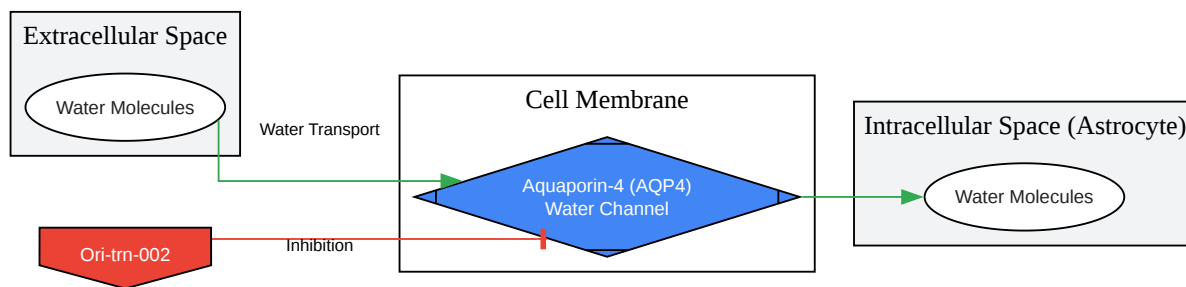 Extracellular Space
Water Molecules
Water Transport
Cell Membrane
Aquaporin-4 (AQP4)
Water Channel
Intracellular Space (Astrocyte)
Water Molecules
Ori-trn-002
Inhibition